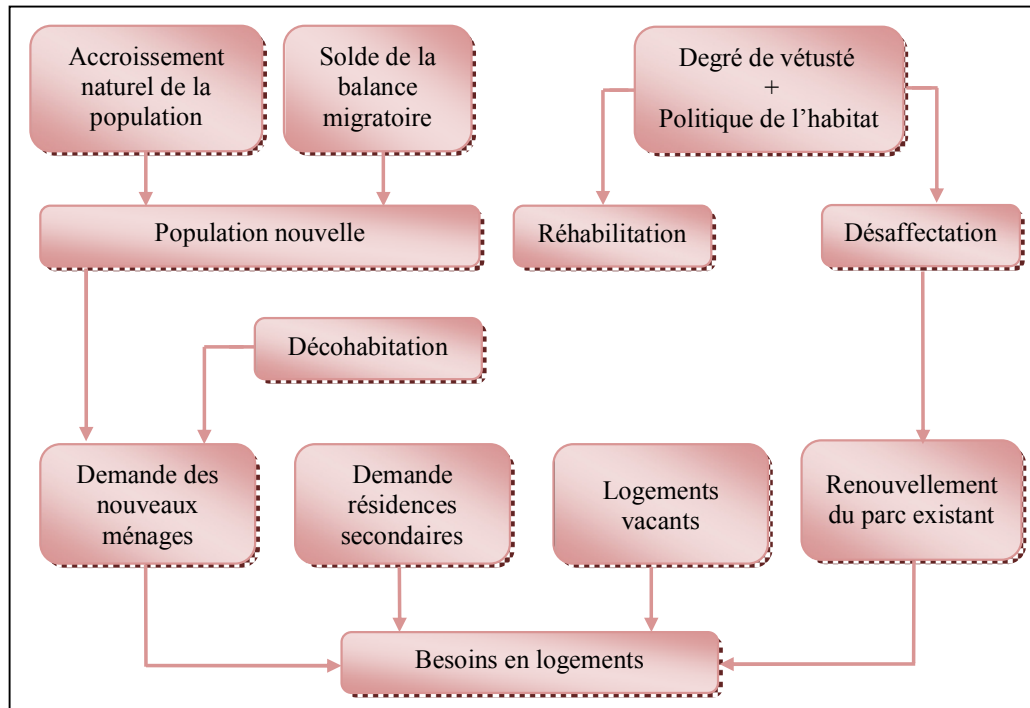 Accroissement
naturel de la
population
Solde de la
balance
migratoire
Degré de vétusté
+
Politique de l’habitat
Population nouvelle
Réhabilitation
Désaffectation
Décohabitation
Demande des
nouveaux
ménages
Demande
résidences
secondaires
Logements
vacants
Renouvellement
du parc existant
Besoins en logements